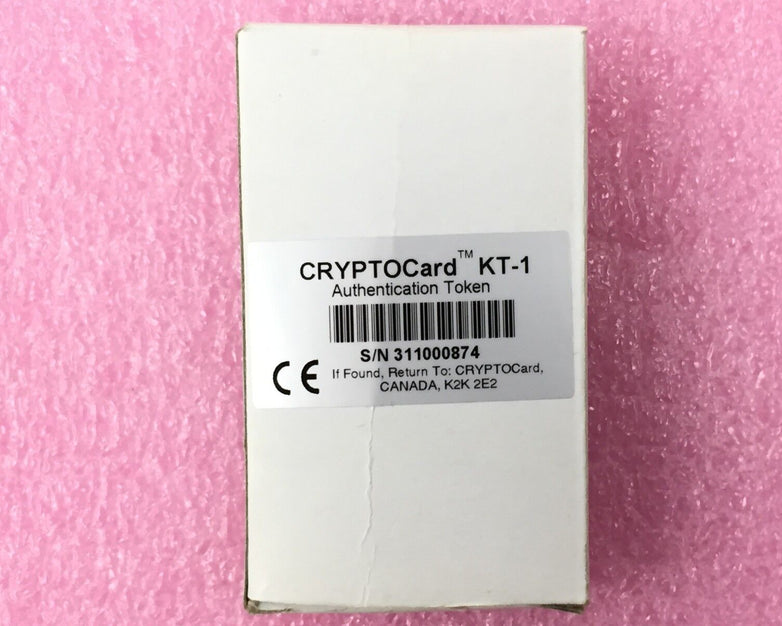 CRYPTOCard™ KT-1
Authentication Token
S/N 311000874
If Found, Return To: CRYPTOCard,
CANADA, K2K 2E2
CE